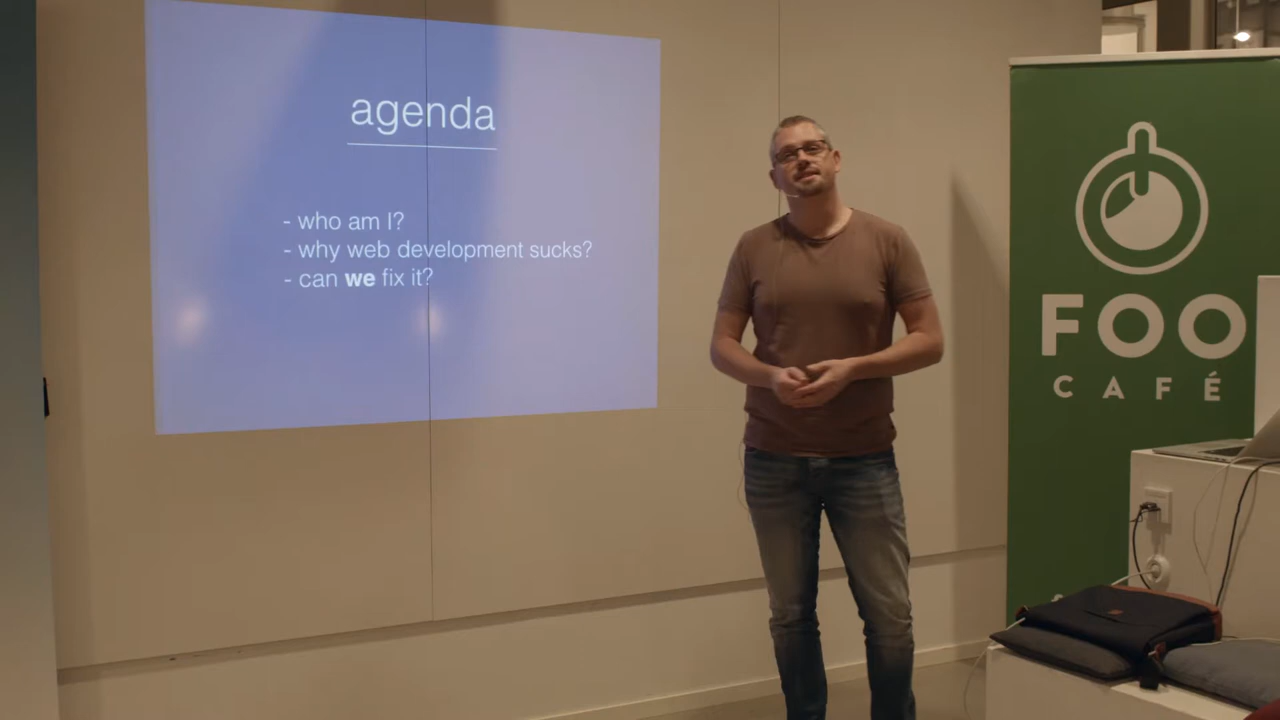 agenda
- who am I?
- why web development sucks?
- can we fix it?
FOO
CAFÉ